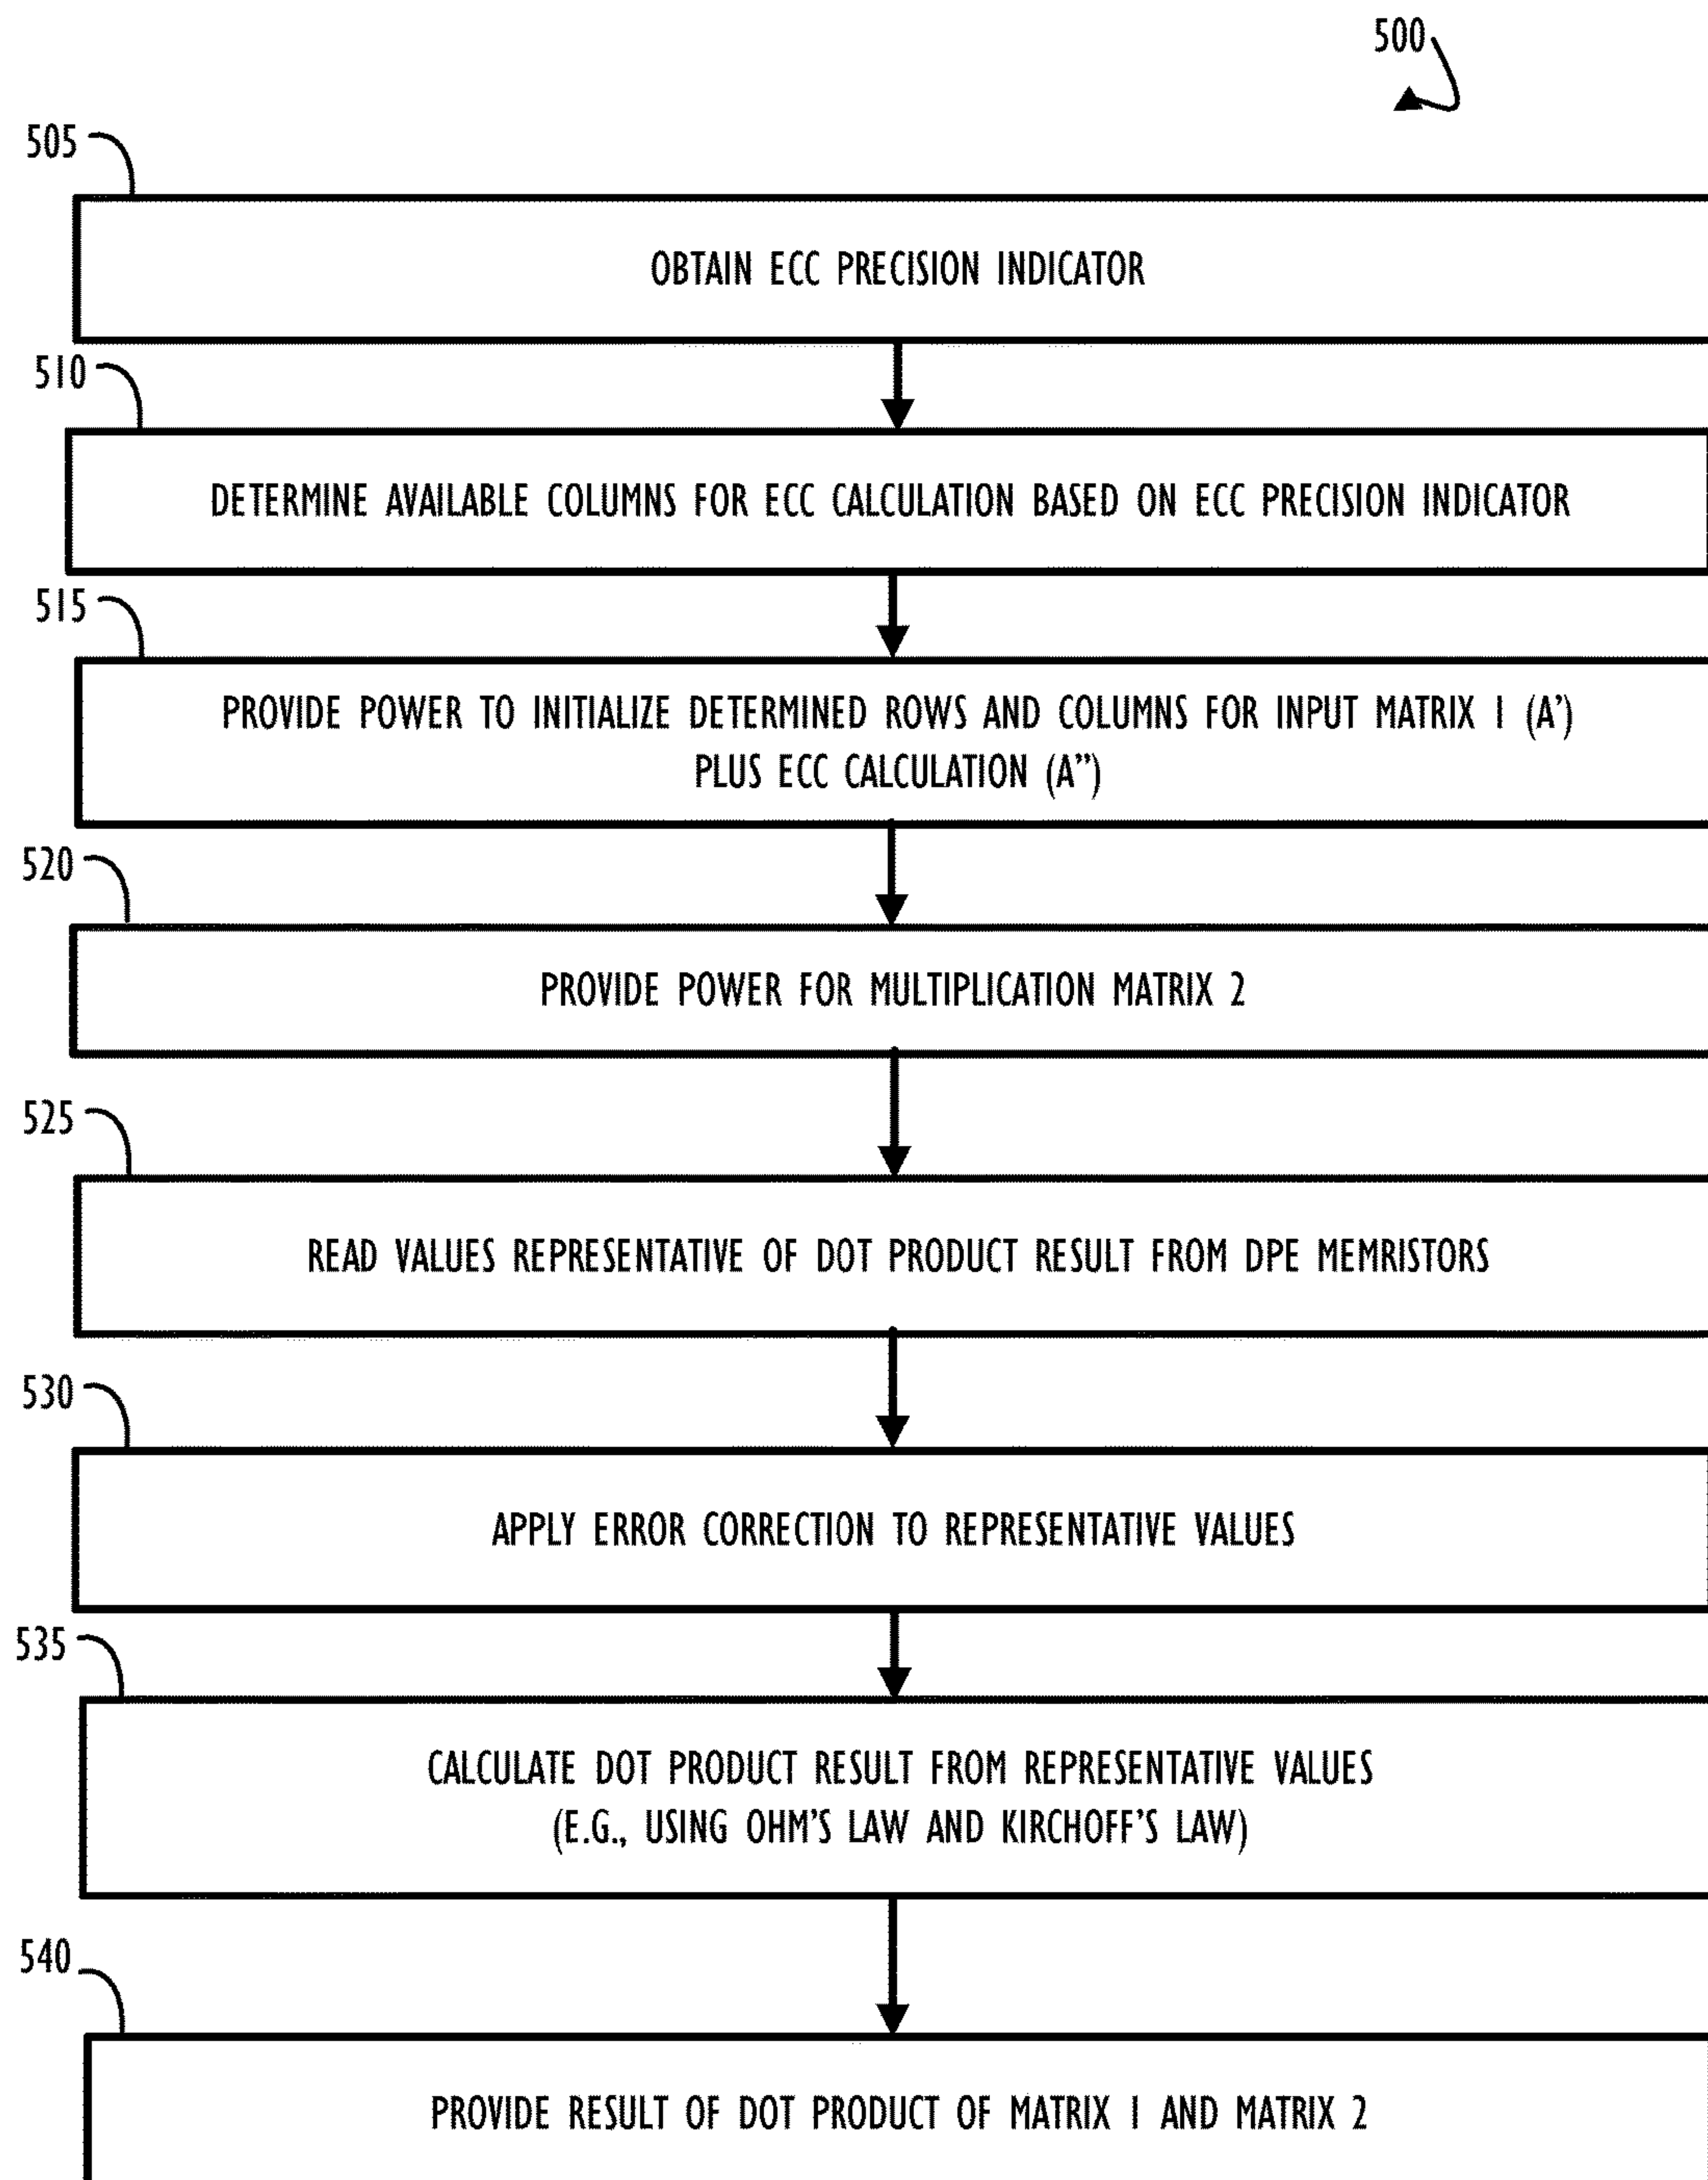 500
505
OBTAIN ECC PRECISION INDICATOR
510
DETERMINE AVAILABLE COLUMNS FOR ECC CALCULATION BASED ON ECC PRECISION INDICATOR
515
PROVIDE POWER TO INITIALIZE DETERMINED ROWS AND COLUMNS FOR INPUT MATRIX 1 (A')
PLUS ECC CALCULATION (A")
520
PROVIDE POWER FOR MULTIPLICATION MATRIX 2
525
READ VALUES REPRESENTATIVE OF DOT PRODUCT RESULT FROM DPE MEMRISTORS
530
APPLY ERROR CORRECTION TO REPRESENTATIVE VALUES
535
CALCULATE DOT PRODUCT RESULT FROM REPRESENTATIVE VALUES
(E.G., USING OHM'S LAW AND KIRCHOFF'S LAW)
540
PROVIDE RESULT OF DOT PRODUCT OF MATRIX 1 AND MATRIX 2